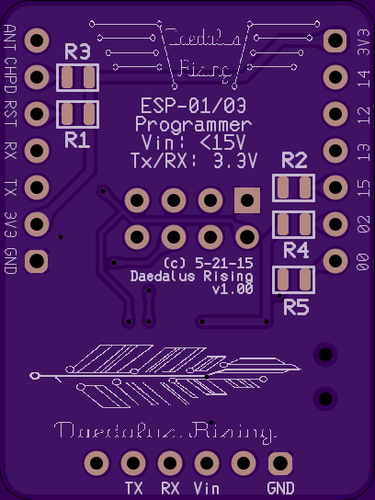 Daedalus
Rising
ANT
CHPD
RST
RX
TX
3V3
GND
R3
R1
ESP-01/03
Programmer
Vin: <15V
Tx/RX: 3.3V
3V3
14
12
13
15
02
00
R2
R4
R5
(c) 5-21-15
Daedalus Rising
v1.00
Daedalus Rising
TX RX Vin GND